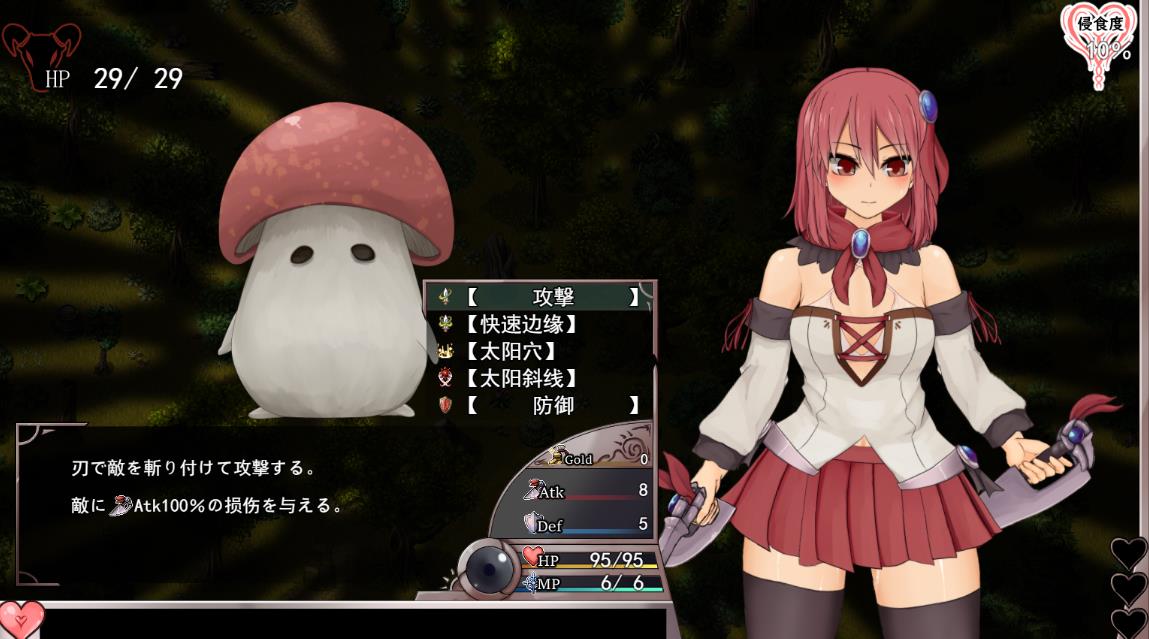 HP 29/ 29
侵食度
10%
【 攻撃 】
【快速边缘】
【太阳穴】
【太阳斜线】
【 防御 】
刃で敵を斬り付けて攻撃する。
敵にAtk100%の损伤を与える。
Gold 0
Atk 8
Def 5
HP 95/95
MP 6/ 6